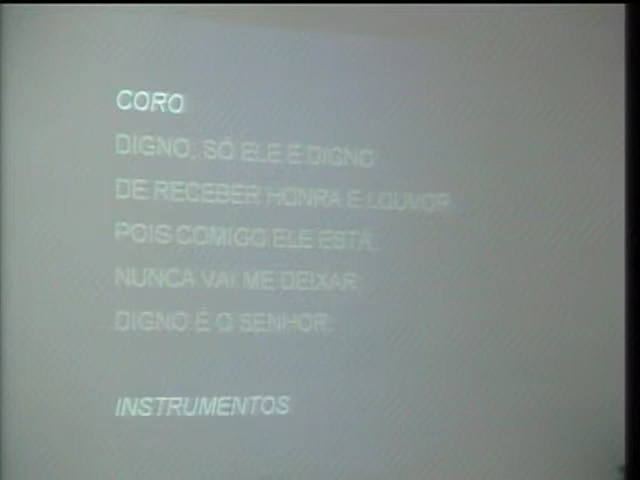 CORO
DIGNO, SÓ ELE É DIGNO
DE RECEBER HONRA E LOUVOR
POIS COMIGO ELE ESTÁ
NUNCA VAI ME DEIXAR
DIGNO É O SENHOR
INSTRUMENTOS